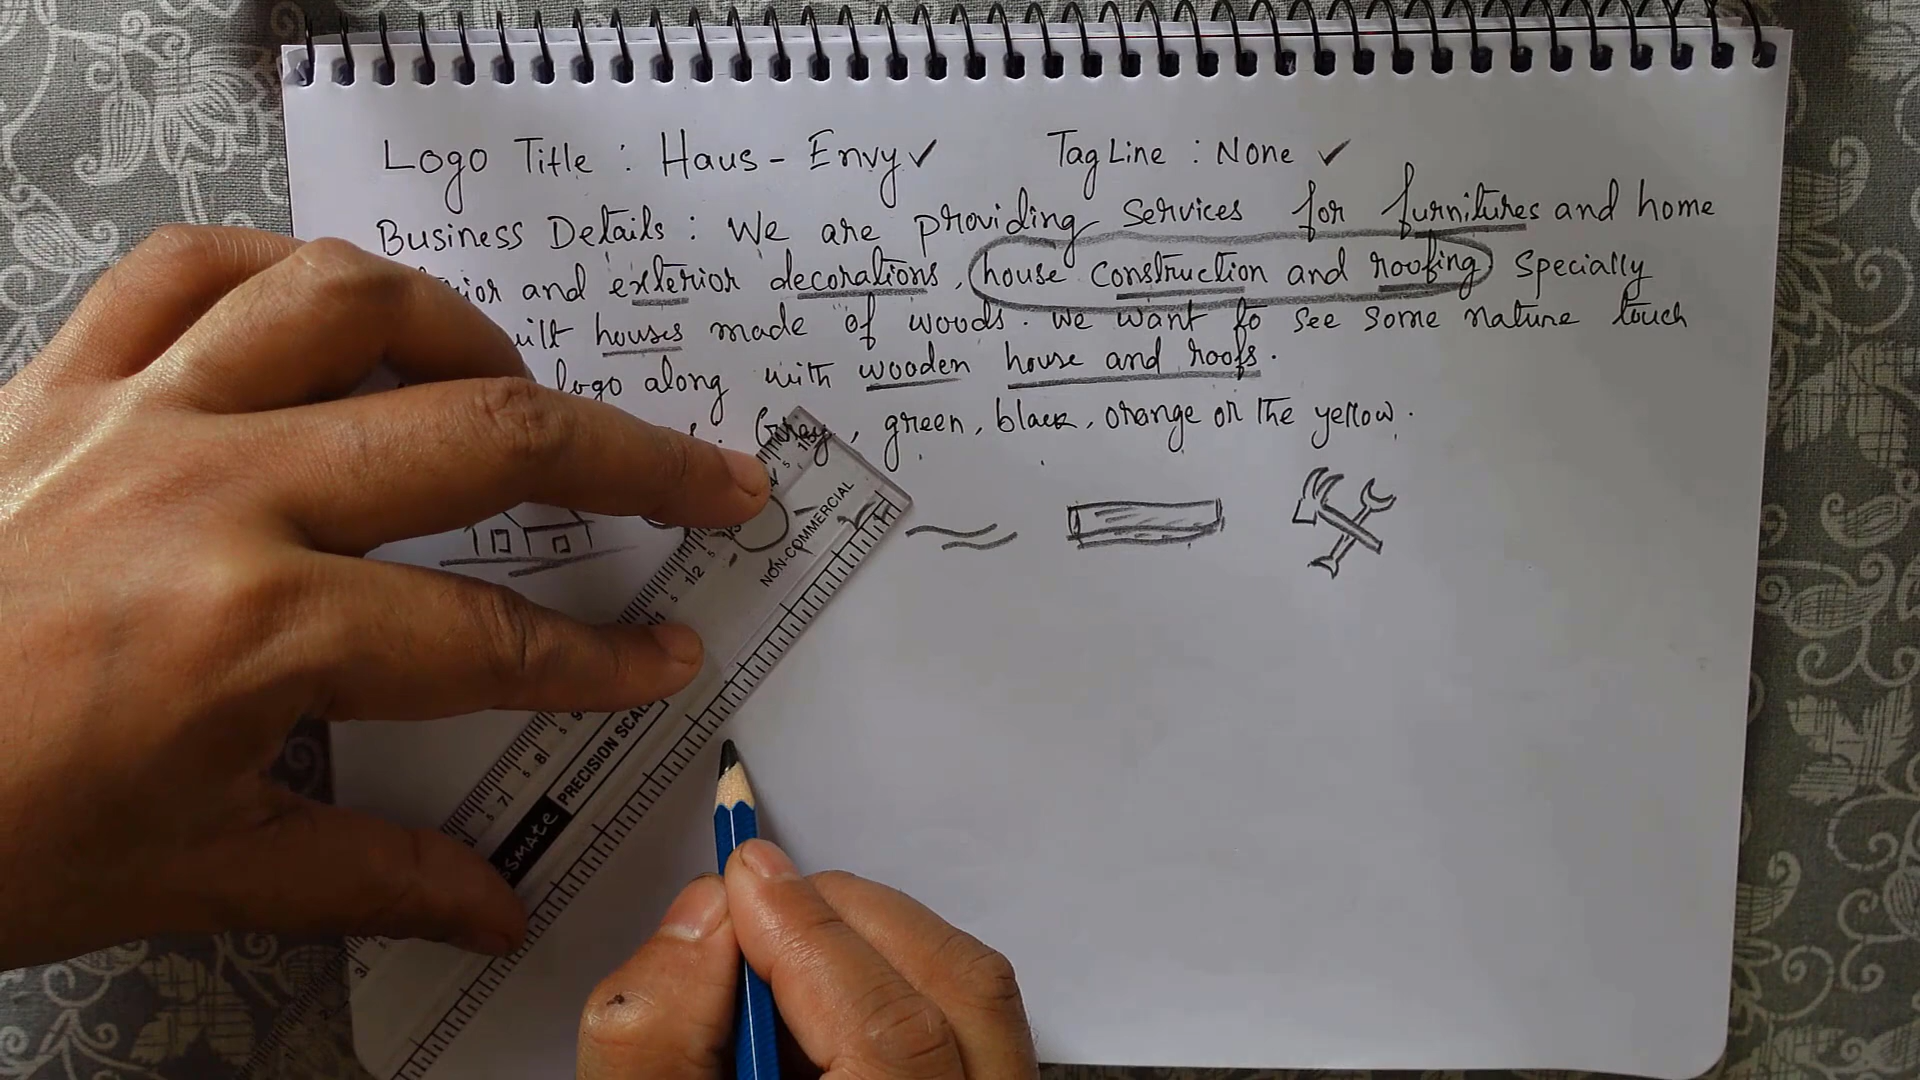 Logo Title : Haus - Envy ✓ Tag Line : None ✓
Business Details : We are providing services for furnitures and home
and exterior decorations, house construction and roofing specially
houses made of woods. we want to see some nature touch
logo along with wooden house and roofs.
Grey, green, black, orange or the yellow.
NON-COMMERCIAL
PRECISION SCALE